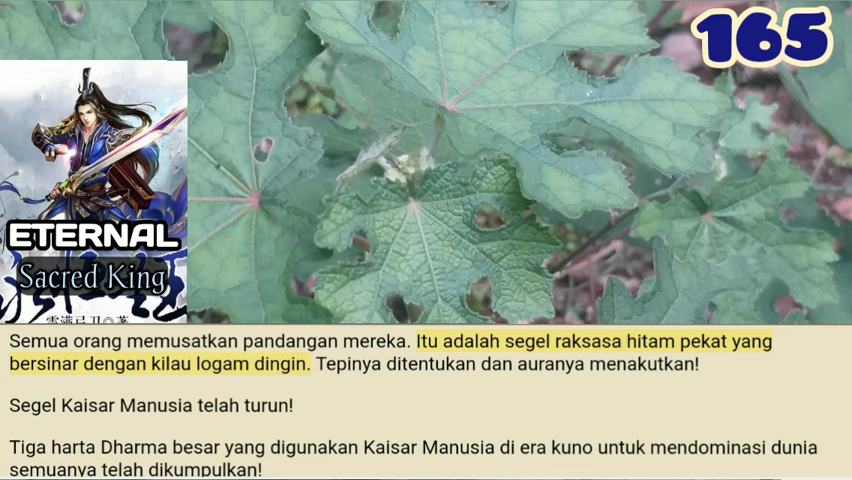 165
ETERNAL
Sacred King
Semua orang memusatkan pandangan mereka. Itu adalah segel raksasa hitam pekat yang
bersinar dengan kilau logam dingin. Tepinya ditentukan dan auranya menakutkan!
Segel Kaisar Manusia telah turun!
Tiga harta Dharma besar yang digunakan Kaisar Manusia di era kuno untuk mendominasi dunia
semuanya telah dikumpulkan!